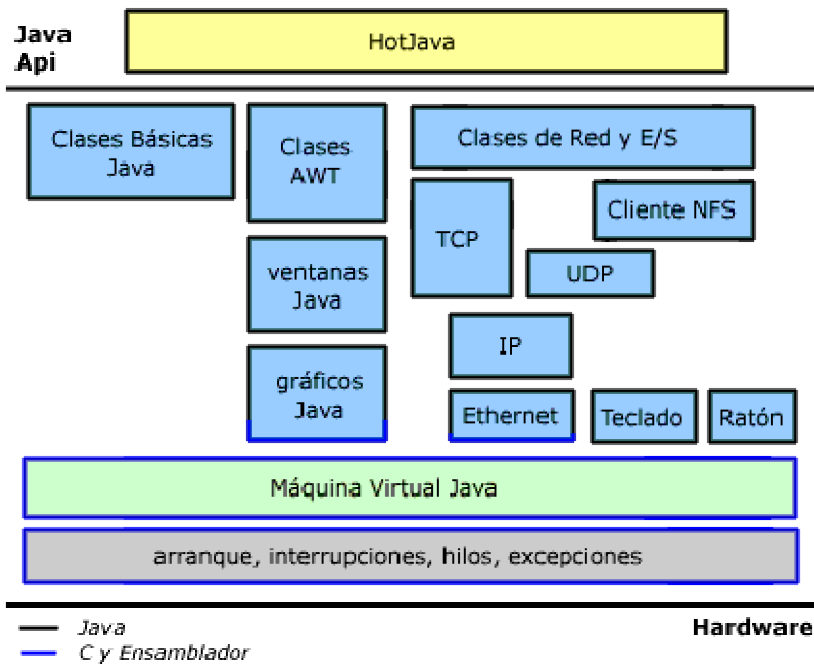 Java
Api
HotJava
Clases Básicas
Java
Clases
AWT
Clases de Red y E/S
TCP
Cliente NFS
UDP
ventanas
Java
IP
gráficos
Java
Ethernet
Teclado
Ratón
Máquina Virtual Java
arranque, interrupciones, hilos, excepciones
Hardware
Java
C y Ensamblador